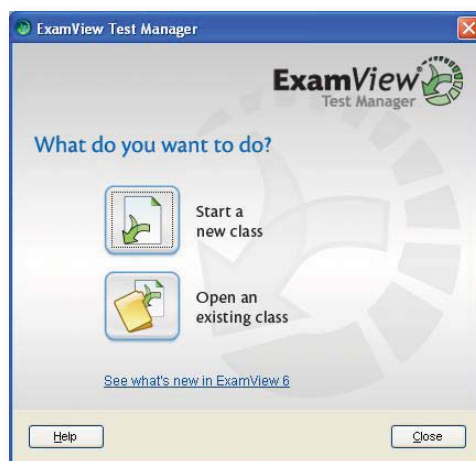 ExamView Test Manager
ExamView
Test Manager
What do you want to do?
Start a
new class
Open an
existing class
See what's new in ExamView 6
Help
Close